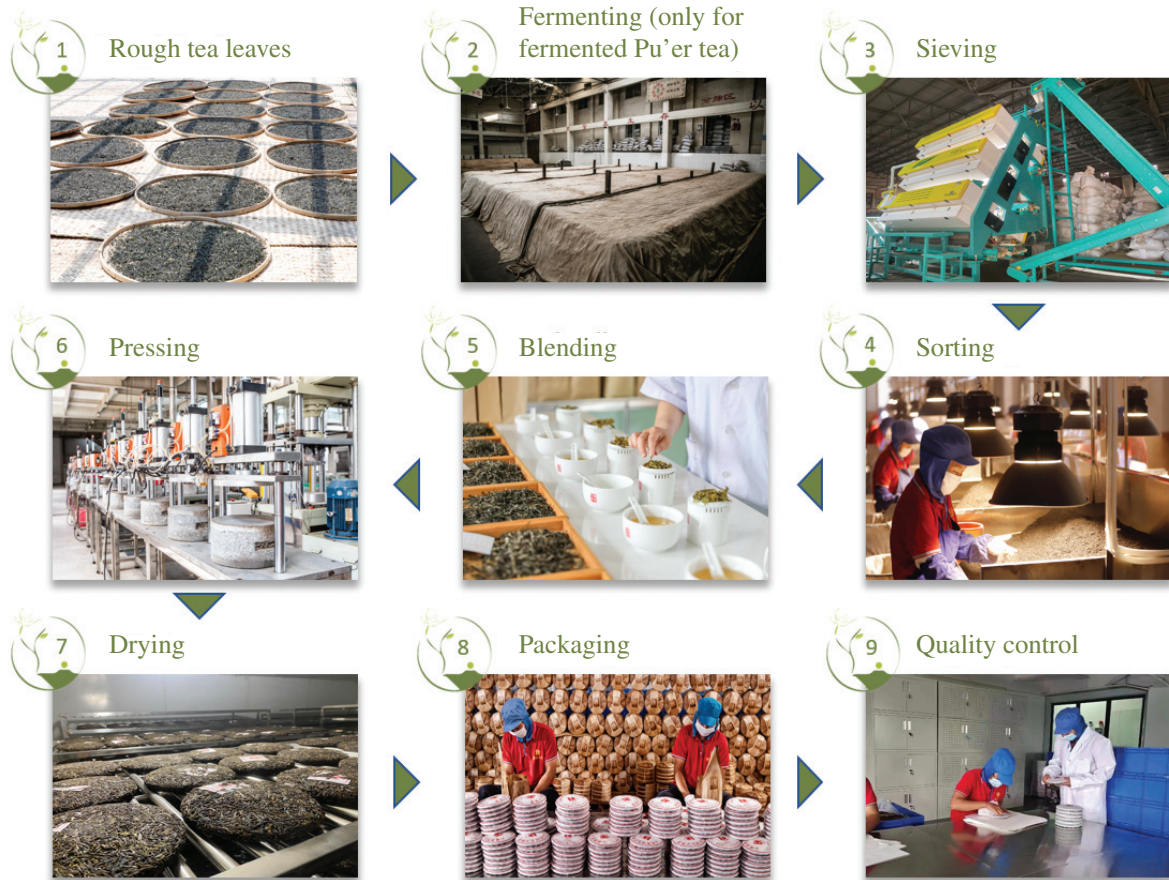 1 Rough tea leaves
2 Fermenting (only for
fermented Pu’er tea)
3 Sieving
6 Pressing
5 Blending
4 Sorting
7 Drying
8 Packaging
9 Quality control